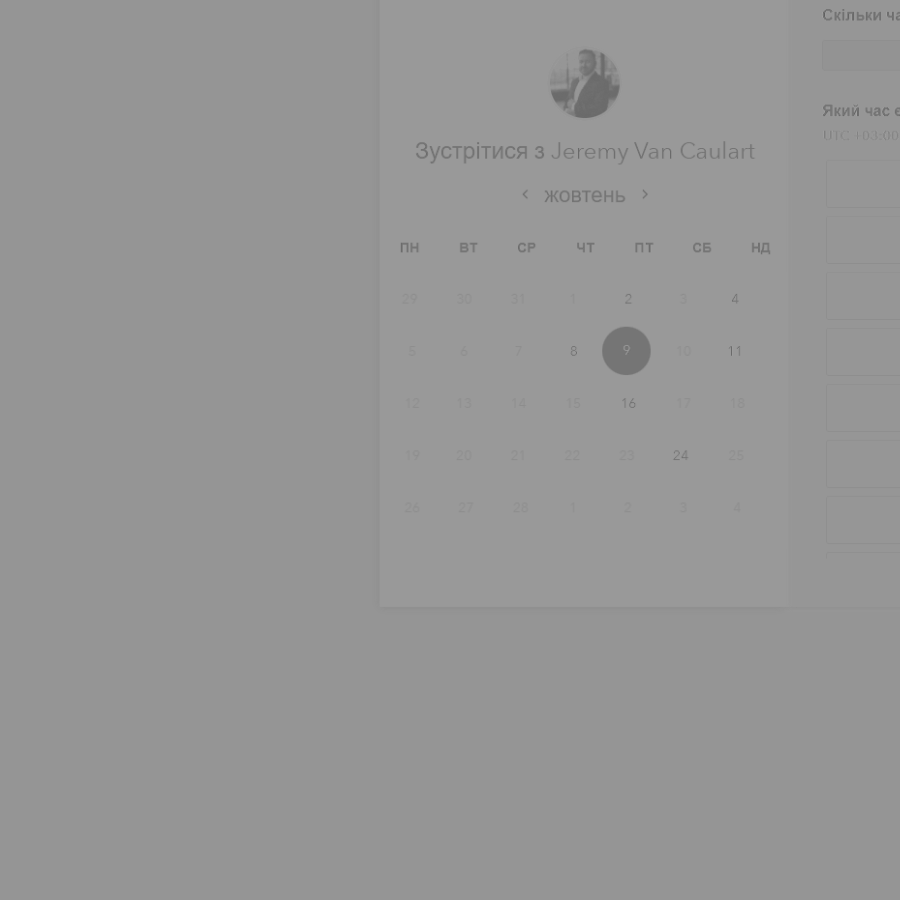 Скільки
Який час
UTC +03:00
Зустрітися з Jeremy Van Caulart
жовтень
ПН ВТ СР ЧТ ПТ СБ НД
29 30 31 1 2 3 4
5 6 7 8 9 10 11
12 13 14 15 16 17 18
19 20 21 22 23 24 25
26 27 28 1 2 3 4